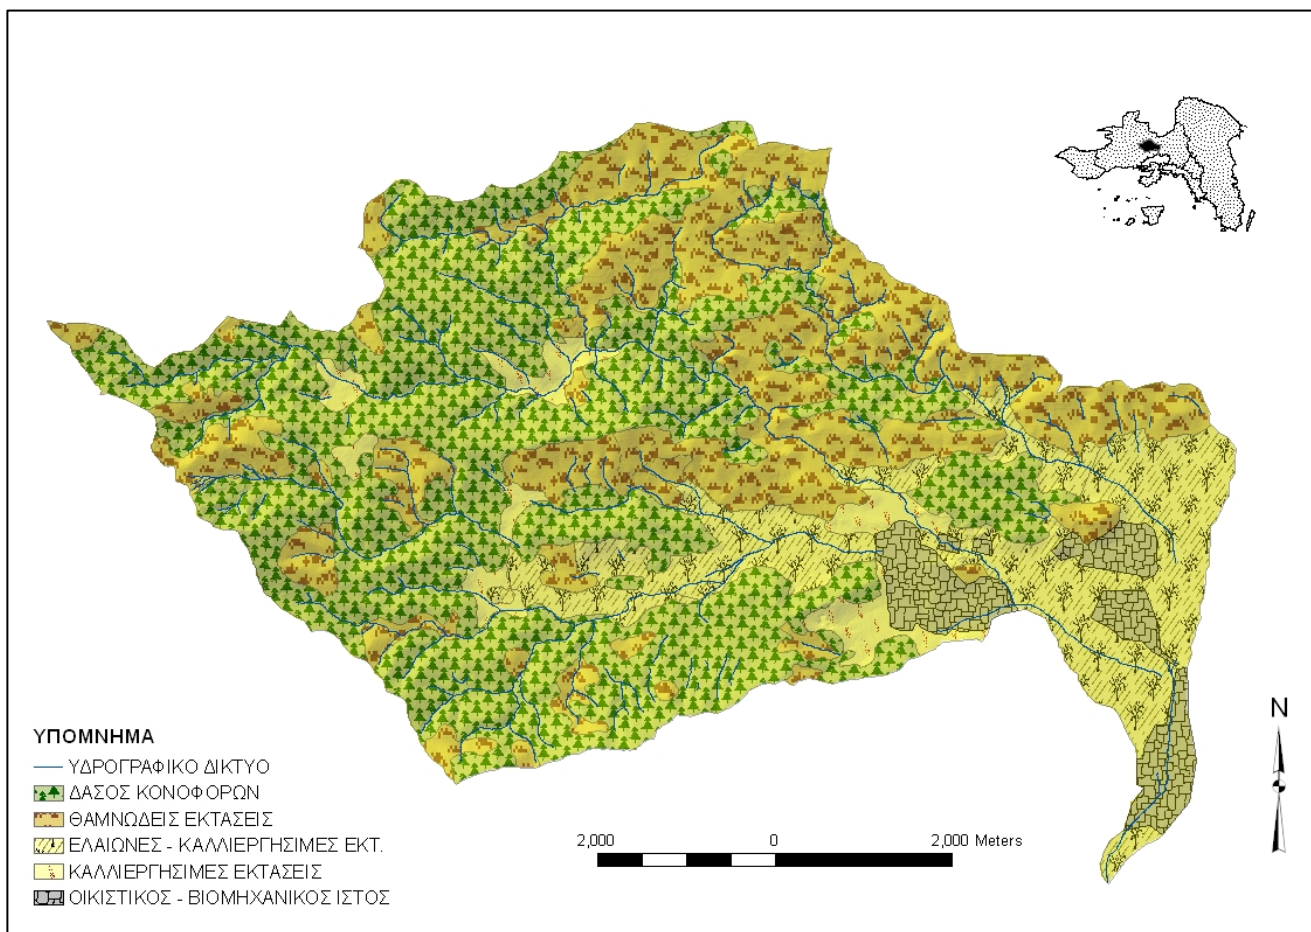 N
ΥΠΟΜΝΗΜΑ
ΥΔΡΟΓΡΑΦΙΚΟ ΔΙΚΤΥΟ
ΔΑΣΟΣ ΚΟΝΟΦΟΡΩΝ
ΘΑΜΝΩΔΕΙΣ ΕΚΤΑΣΕΙΣ
ΕΛΑΙΩΝΕΣ - ΚΑΛΛΙΕΡΓΗΣΙΜΕΣ ΕΚΤ.
ΚΑΛΛΙΕΡΓΗΣΙΜΕΣ ΕΚΤΑΣΕΙΣ
ΟΙΚΙΣΤΙΚΟΣ - ΒΙΟΜΗΧΑΝΙΚΟΣ ΙΣΤΟΣ
2,000 0 2,000 Meters